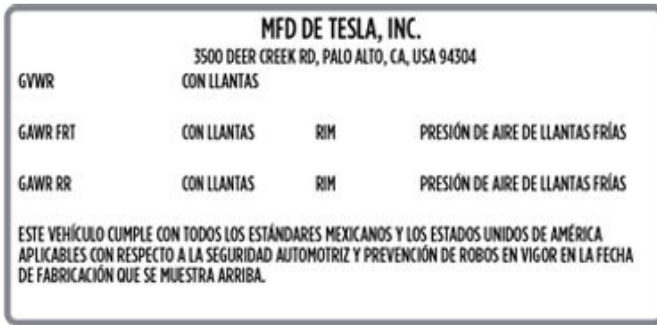 MFD DE TESLA, INC.
3500 DEER CREEK RD, PALO ALTO, CA, USA 94304
GVWR CON LLANTAS
GAWR FRT CON LLANTAS RIM PRESIÓN DE AIRE DE LLANTAS FRÍAS
GAWR RR CON LLANTAS RIM PRESIÓN DE AIRE DE LLANTAS FRÍAS
ESTE VEHÍCULO CUMPLE CON TODOS LOS ESTÁNDARES MEXICANOS Y LOS ESTADOS UNIDOS DE AMÉRICA
APLICABLES CON RESPECTO A LA SEGURIDAD AUTOMOTRIZ Y PREVENCIÓN DE ROBOS EN VIGOR EN LA FECHA
DE FABRICACIÓN QUE SE MUESTRA ARRIBA.